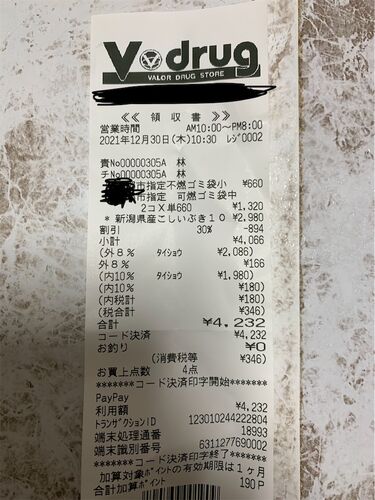 V drug
VALOR DRUG STORE
≪≪ 領収書 ≫≫
営業時間 AM10:00～PM8:00
2021年12月30日(木)10:30 ﾚｼﾞ0002
責No00000305A 林
チNo00000305A 林
市指定不燃ゴミ袋小 ¥660
市指定 可燃ゴミ袋中
2コX単660 ¥1,320
* 新潟県産こしいぶき10 ¥2,980
割引 30% -894
小計 ¥4,066
(外8% ﾀｲｼｮｳ ¥2,086)
外8% ¥166
(内10% ﾀｲｼｮｳ ¥1,980)
(内10% ¥180)
(内税計 ¥180)
(税合計 ¥346)
合計 ¥4,232
コード決済 ¥4,232
お釣り ¥0
(消費税等 ¥346)
お買上点数 4点
*******コード決済印字開始*******
PayPay
利用額 ¥4,232
ﾄﾗﾝｻﾞｸｼｮﾝID 123010244222804
端末処理通番 18993
端末識別番号 6311277690002
*******コード決済印字終了*******
加算対象ﾎﾟｲﾝﾄの有効期限は1ヶ月
合計加算ﾎﾟｲﾝﾄ 190P